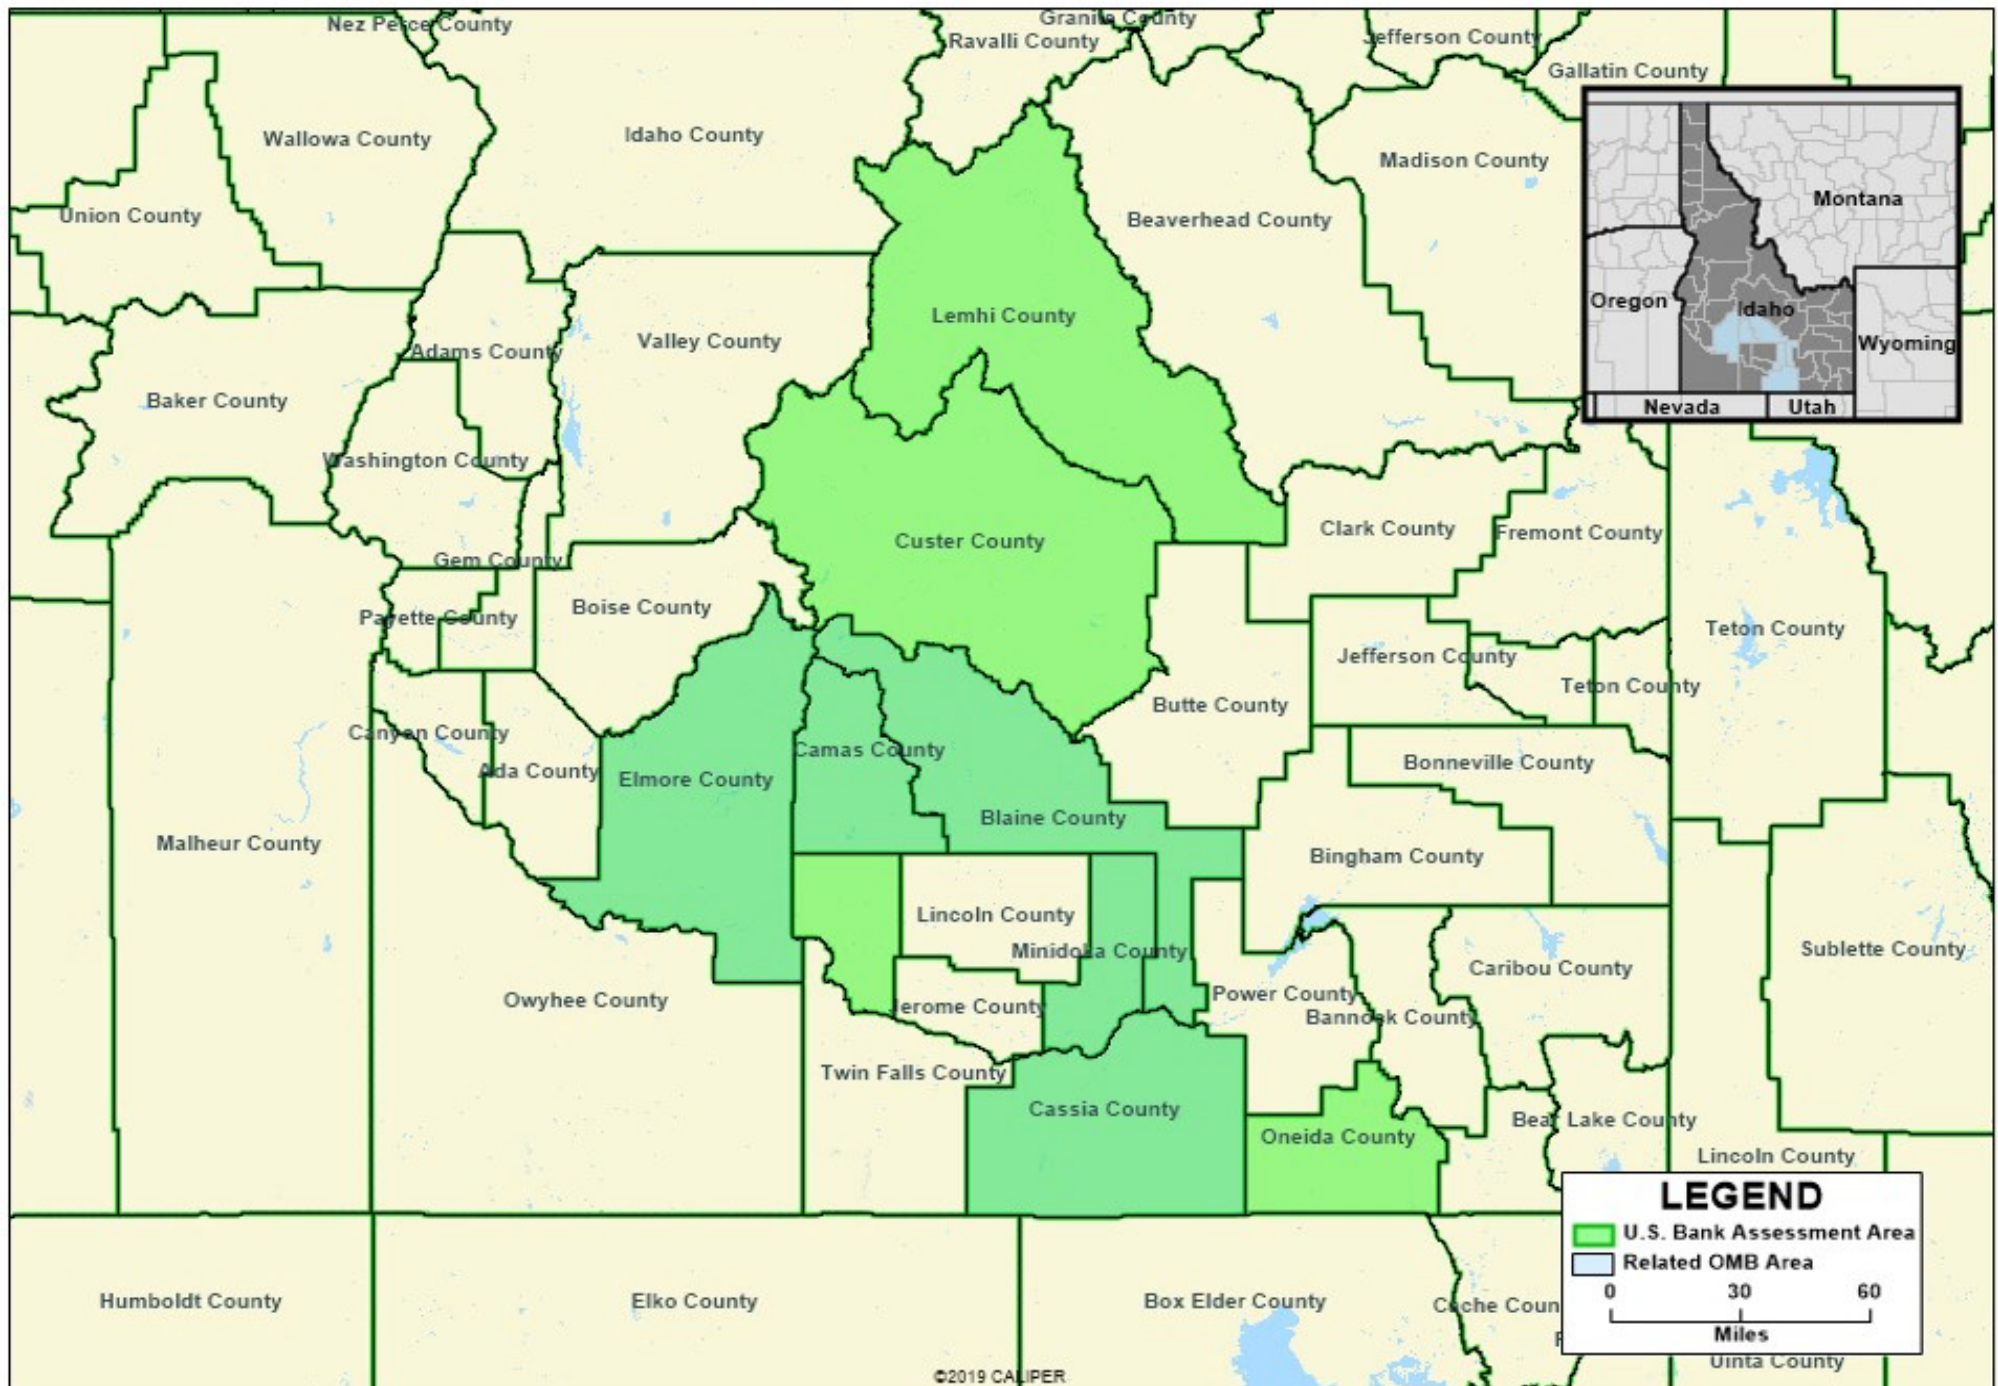 Nez Perce County
Granite County
Ravalli County
Jefferson County
Gallatin County
Wallowa County
Idaho County
Madison County
Union County
Beaverhead County
Montana
Oregon
Idaho
Wyoming
Nevada
Utah
Lemhi County
Valley County
Adams County
Baker County
Washington County
Custer County
Clark County
Fremont County
Gem County
Boise County
Payette County
Teton County
Jefferson County
Teton County
Butte County
Canyon County
Camas County
Ada County
Elmore County
Bonneville County
Blaine County
Malheur County
Bingham County
Lincoln County
Minidoka County
Sublette County
Caribou County
Owyhee County
Jerome County
Power County
Bannock County
Twin Falls County
Cassia County
Oneida County
Bear Lake County
Lincoln County
LEGEND
U.S. Bank Assessment Area
Related OMB Area
0 30 60
Miles
Humboldt County
Elko County
Box Elder County
Cache Coun
Uinta County
©2019 CALIPER